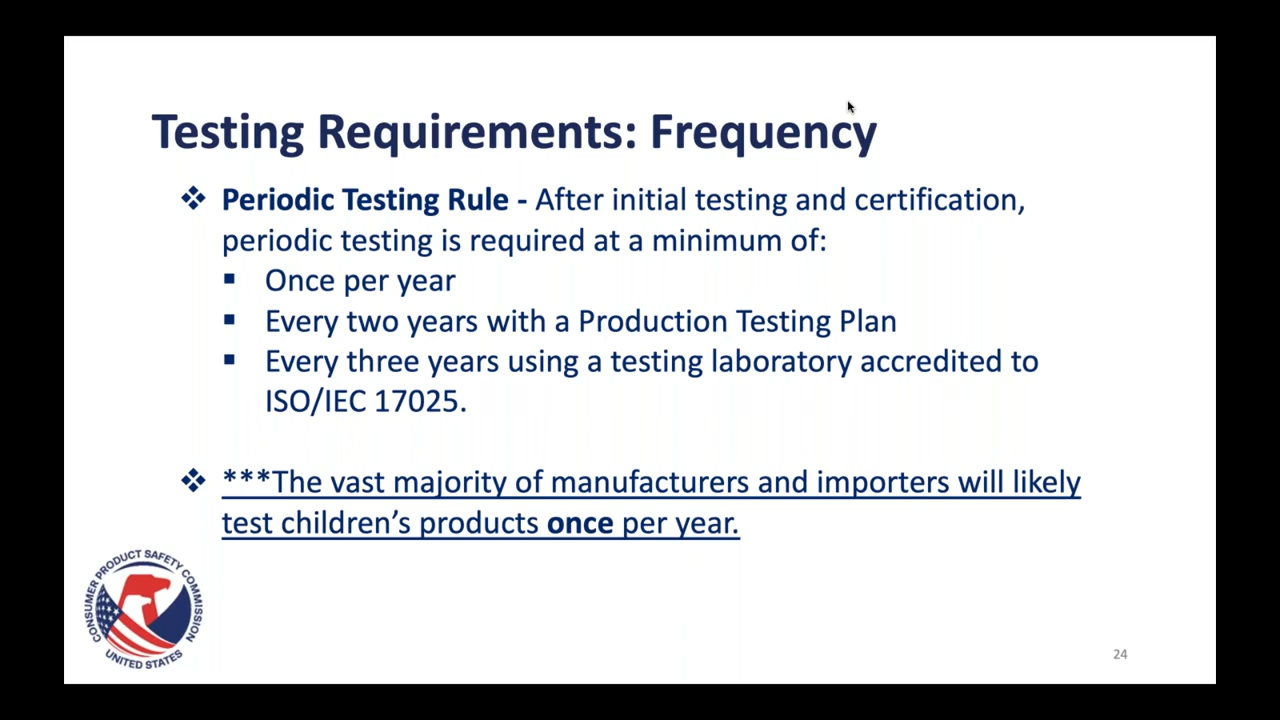 Testing Requirements: Frequency
❖ Periodic Testing Rule - After initial testing and certification,
periodic testing is required at a minimum of:
▪ Once per year
▪ Every two years with a Production Testing Plan
▪ Every three years using a testing laboratory accredited to
ISO/IEC 17025.
❖ ***The vast majority of manufacturers and importers will likely
test children’s products once per year.
CONSUMER PRODUCT SAFETY COMMISSION
UNITED STATES
24